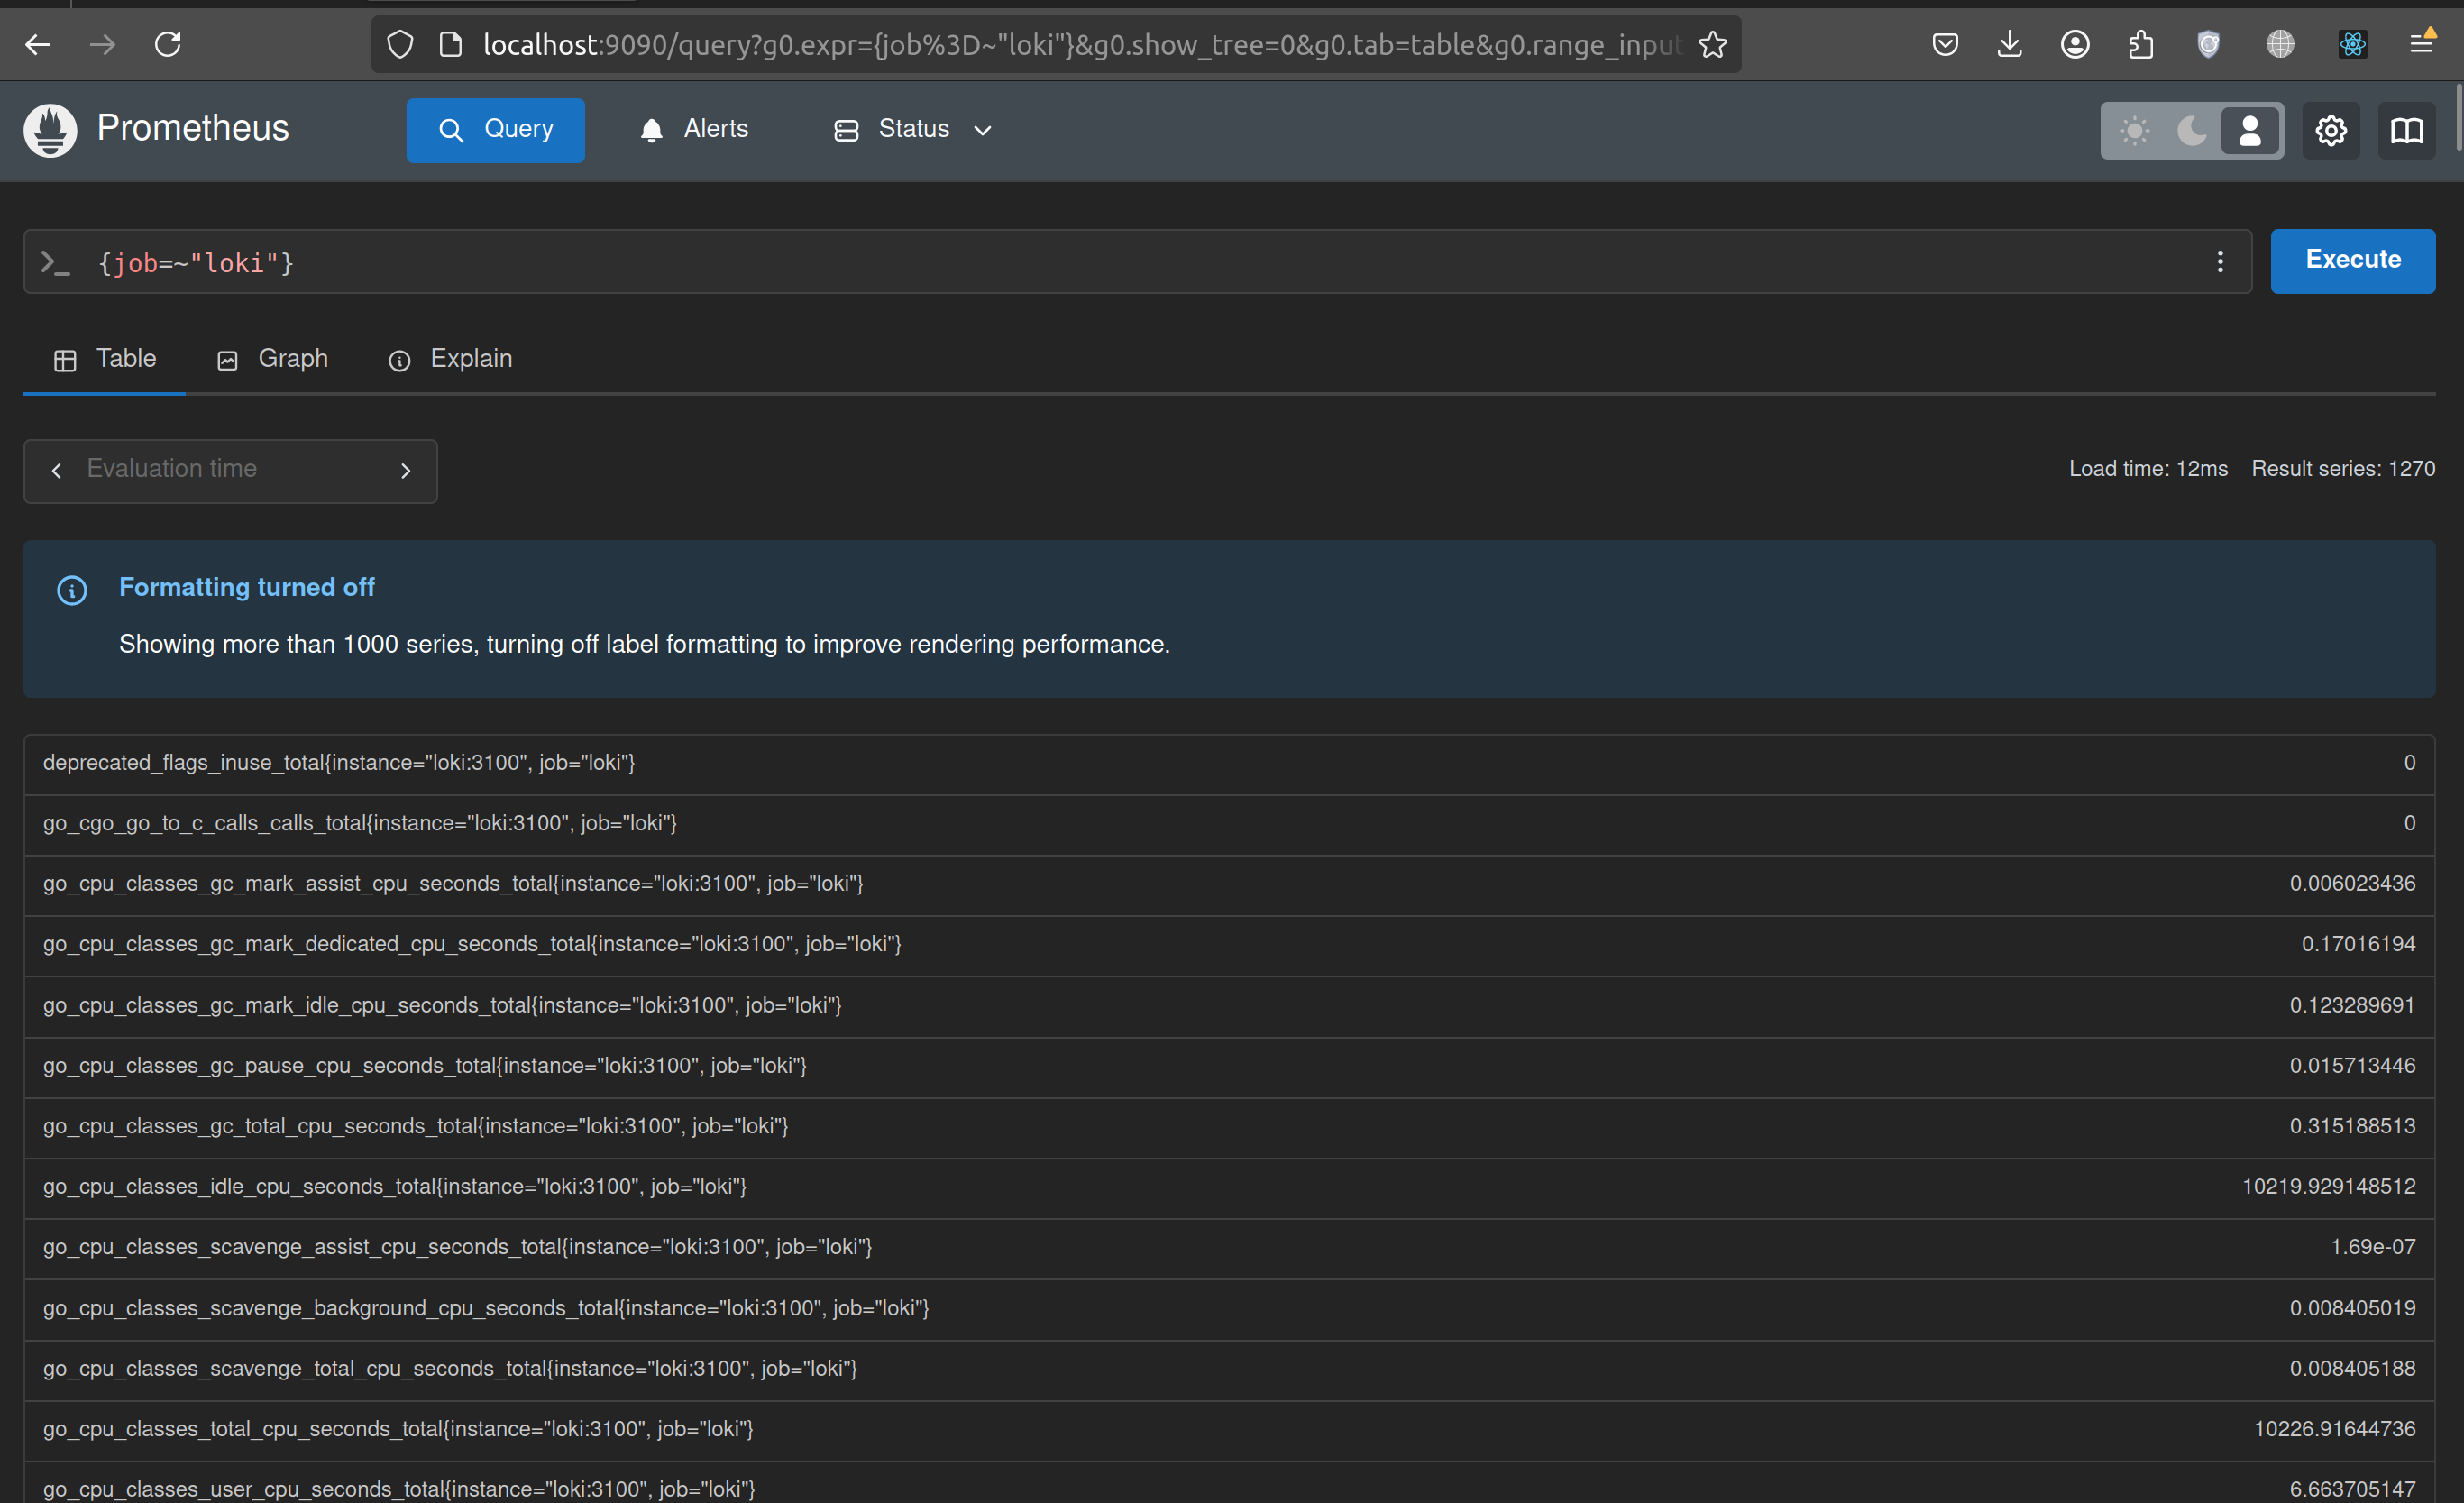 localhost:9090/query?g0.expr={job%3D~"loki"}&g0.show_tree=0&g0.tab=table&g0.range_input
Prometheus Query Alerts Status
{job=~"loki"} Execute
Table Graph Explain
Evaluation time Load time: 12ms Result series: 1270
Formatting turned off
Showing more than 1000 series, turning off label formatting to improve rendering performance.
deprecated_flags_inuse_total{instance="loki:3100", job="loki"} 0
go_cgo_go_to_c_calls_calls_total{instance="loki:3100", job="loki"} 0
go_cpu_classes_gc_mark_assist_cpu_seconds_total{instance="loki:3100", job="loki"} 0.006023436
go_cpu_classes_gc_mark_dedicated_cpu_seconds_total{instance="loki:3100", job="loki"} 0.17016194
go_cpu_classes_gc_mark_idle_cpu_seconds_total{instance="loki:3100", job="loki"} 0.123289691
go_cpu_classes_gc_pause_cpu_seconds_total{instance="loki:3100", job="loki"} 0.015713446
go_cpu_classes_gc_total_cpu_seconds_total{instance="loki:3100", job="loki"} 0.315188513
go_cpu_classes_idle_cpu_seconds_total{instance="loki:3100", job="loki"} 10219.929148512
go_cpu_classes_scavenge_assist_cpu_seconds_total{instance="loki:3100", job="loki"} 1.69e-07
go_cpu_classes_scavenge_background_cpu_seconds_total{instance="loki:3100", job="loki"} 0.008405019
go_cpu_classes_scavenge_total_cpu_seconds_total{instance="loki:3100", job="loki"} 0.008405188
go_cpu_classes_total_cpu_seconds_total{instance="loki:3100", job="loki"} 10226.91644736
go_cpu_classes_user_cpu_seconds_total{instance="loki:3100", job="loki"} 6.663705147